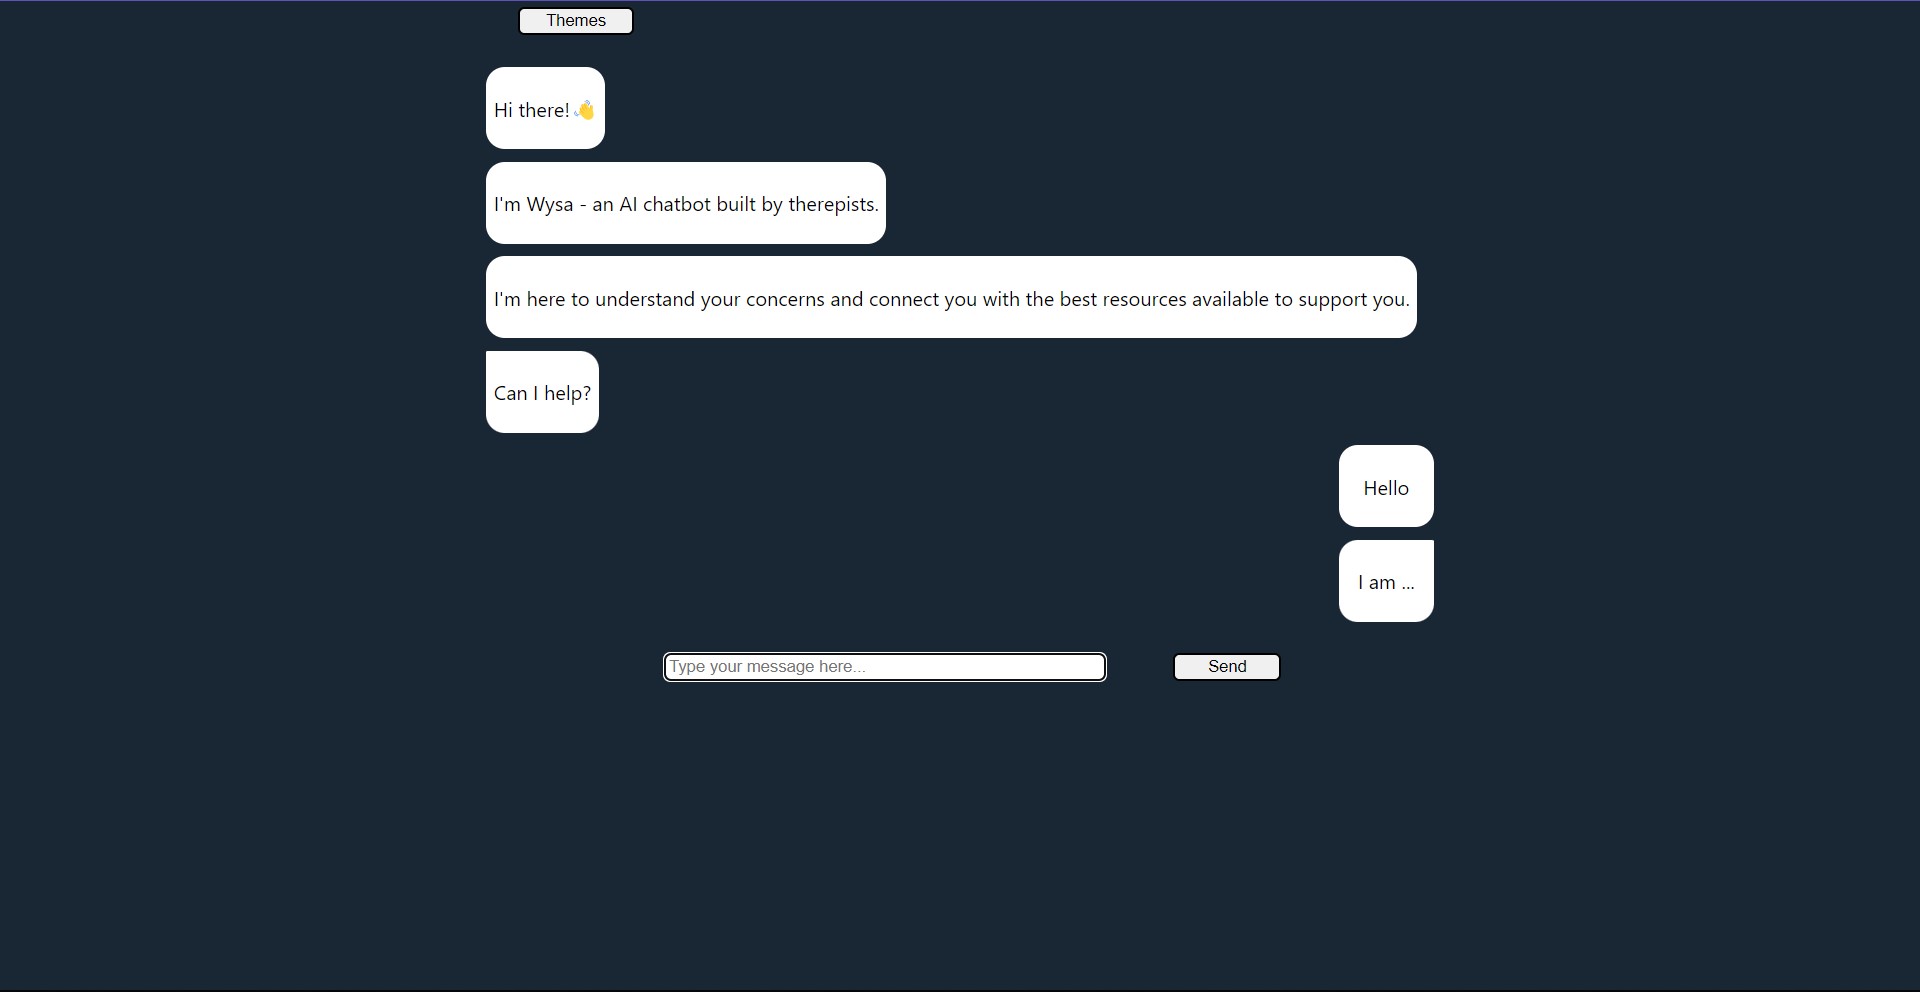 Themes
Hi there! 👋
I'm Wysa - an AI chatbot built by therepists.
I'm here to understand your concerns and connect you with the best resources available to support you.
Can I help?
Hello
I am ...
Type your message here...
Send